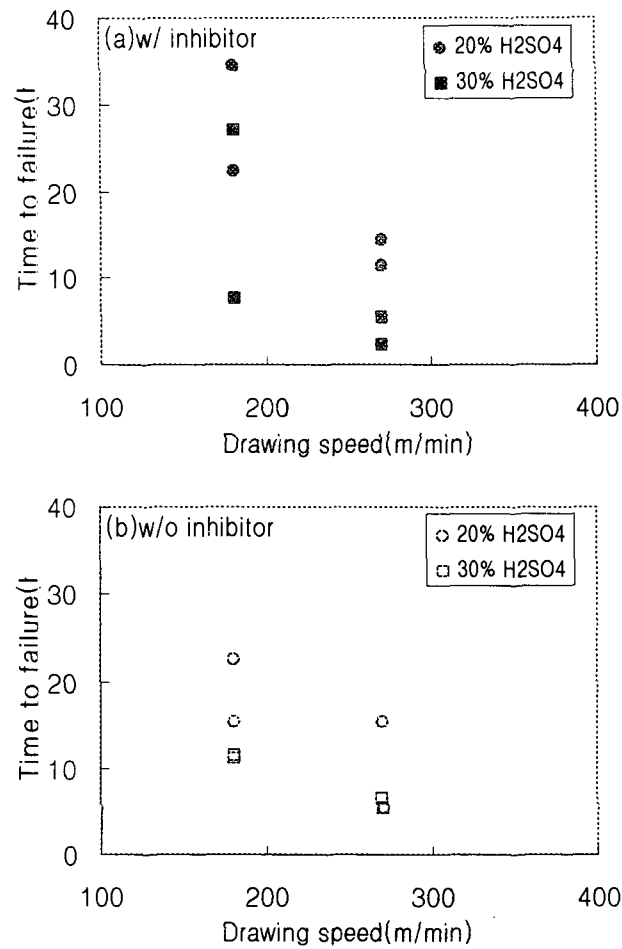 (a)w/ inhibitor
20% H2SO4
30% H2SO4
Time to failure(
40
30
20
10
0
100 200 300 400
Drawing speed(m/min)
(b)w/o inhibitor
20% H2SO4
30% H2SO4
Time to failure(
40
30
20
10
0
100 200 300 400
Drawing speed(m/min)